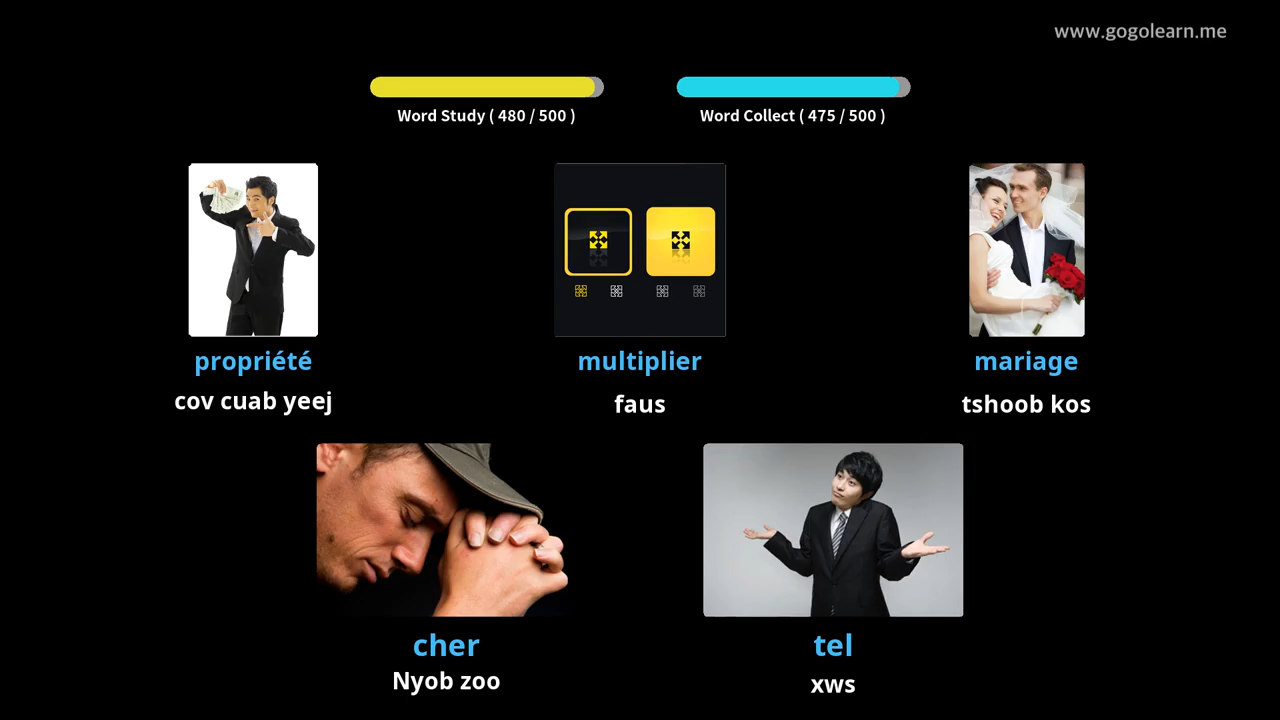 www.gogolearn.me
Word Study ( 480 / 500 )
Word Collect ( 475 / 500 )
propriété
multiplier
mariage
cov cuab yeej
faus
tshoob kos
cher
tel
Nyob zoo
xws